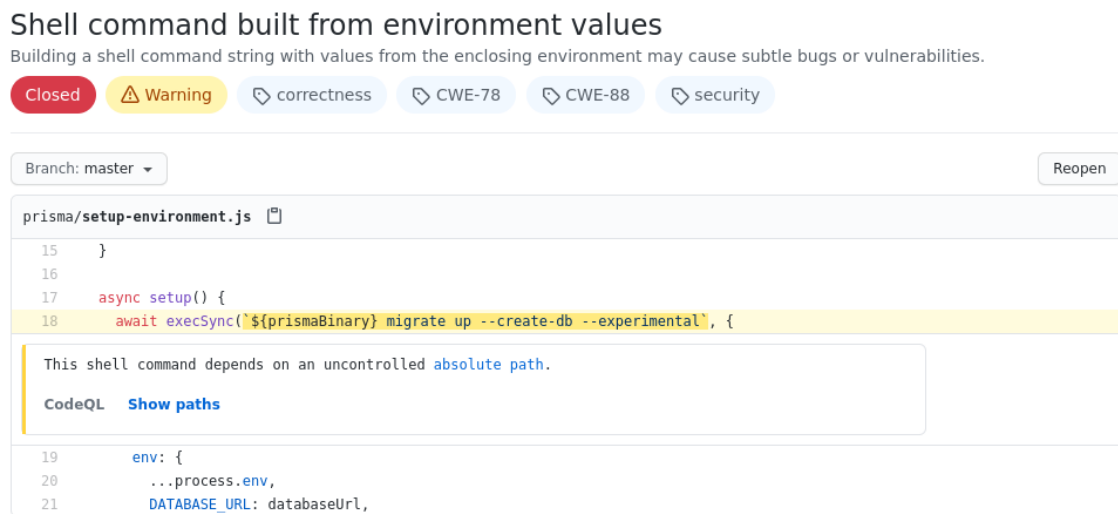 Shell command built from environment values
Building a shell command string with values from the enclosing environment may cause subtle bugs or vulnerabilities.
Closed Warning correctness CWE-78 CWE-88 security
Branch: master Reopen
prisma/setup-environment.js
15 }
16
17 async setup() {
18 await execSync(`${prismaBinary} migrate up --create-db --experimental`, {
This shell command depends on an uncontrolled absolute path.
CodeQL Show paths
19 env: {
20 ...process.env,
21 DATABASE_URL: databaseUrl,